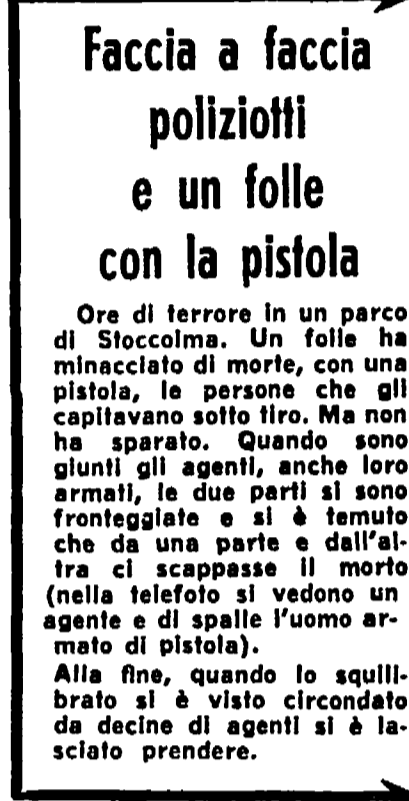 Faccia a faccia
poliziotti
e un folle
con la pistola
Ore di terrore in un parco
di Stoccolma. Un folle ha
minacciato di morte, con una
pistola, le persone che gli
capitavano sotto tiro. Ma non
ha sparato. Quando sono
giunti gli agenti, anche loro
armati, le due parti si sono
fronteggiate e si è temuto
che da una parte e dall'al-
tra ci scappasse il morto
(nella telefoto si vedono un
agente e di spalle l'uomo ar-
mato di pistola).
Alla fine, quando lo squili-
brato si è visto circondato
da decine di agenti si è la-
sciato prendere.